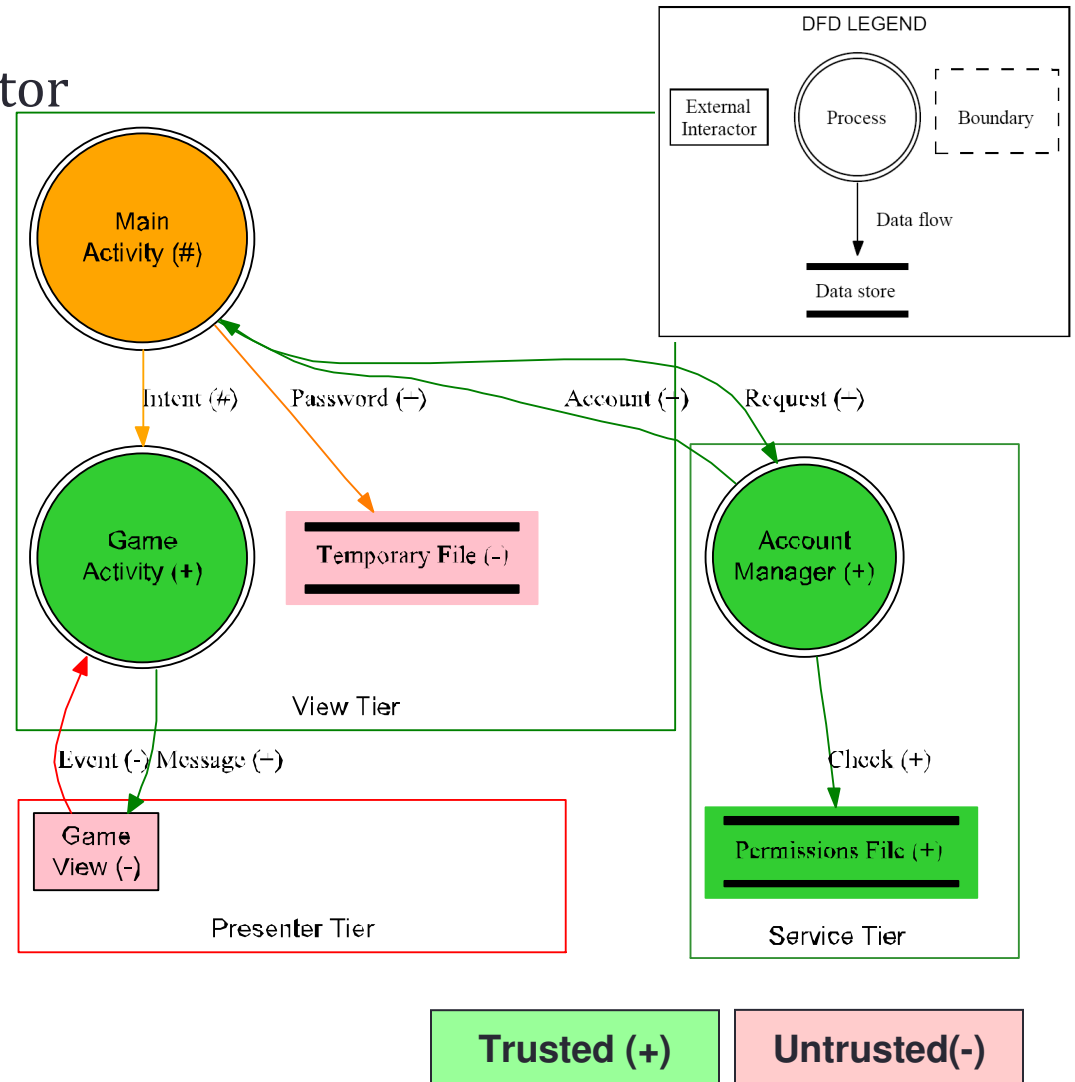 tor
DFD LEGEND
External
Interactor
Process
Boundary
Data flow
Data store
Main
Activity (#)
Intent (#)
Password (+)
Account (+)
Request (+)
Game
Activity (+)
Temporary File (-)
Account
Manager (+)
View Tier
Event (-)
Message (+)
Check (+)
Game
View (-)
Permissions File (+)
Presenter Tier
Service Tier
Trusted (+)
Untrusted(-)